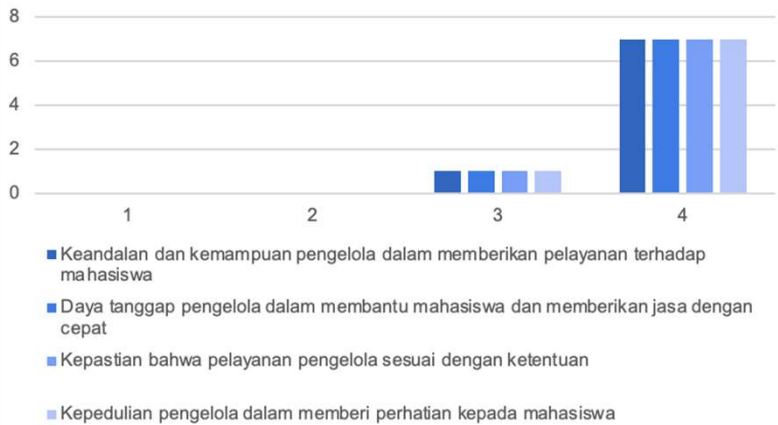 8
6
4
2
0
1 2 3 4
Keandalan dan kemampuan pengelola dalam memberikan pelayanan terhadap
mahasiswa
Daya tanggap pengelola dalam membantu mahasiswa dan memberikan jasa dengan
cepat
Kepastian bahwa pelayanan pengelola sesuai dengan ketentuan
Kepedulian pengelola dalam memberi perhatian kepada mahasiswa